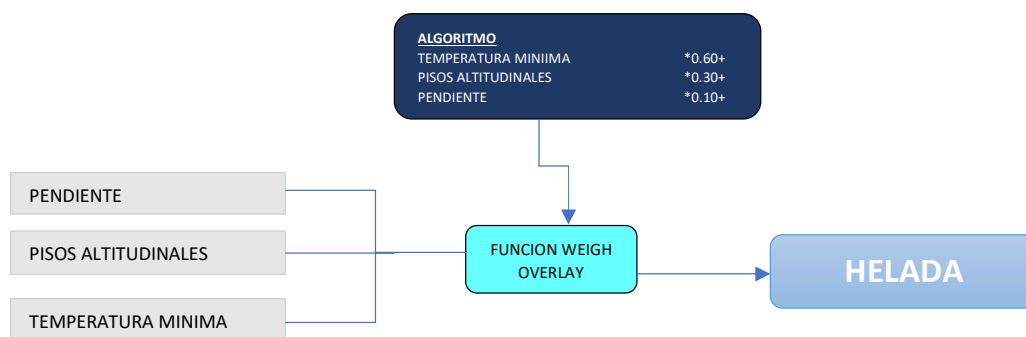 ALGORITMO
TEMPERATURA MINIIMA *0.60+
PISOS ALTITUDINALES *0.30+
PENDIENTE *0.10+
PENDIENTE
PISOS ALTITUDINALES
TEMPERATURA MINIMA
FUNCION WEIGH
OVERLAY
HELADA